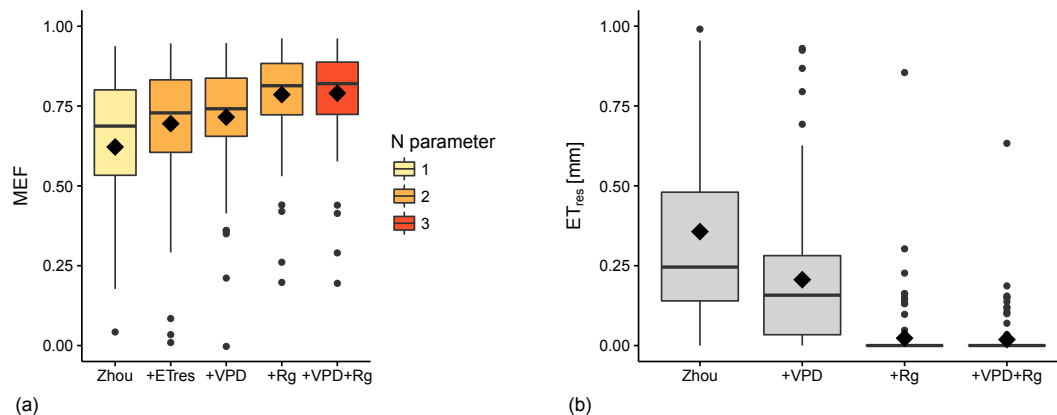 1.00
0.75
0.50
0.25
0.00
MEF
Zhou +ETres +VPD +Rg +VPD+Rg
N parameter
1
2
3
(a)
1.00
0.75
0.50
0.25
0.00
ETres [mm]
Zhou +VPD +Rg +VPD+Rg
(b)